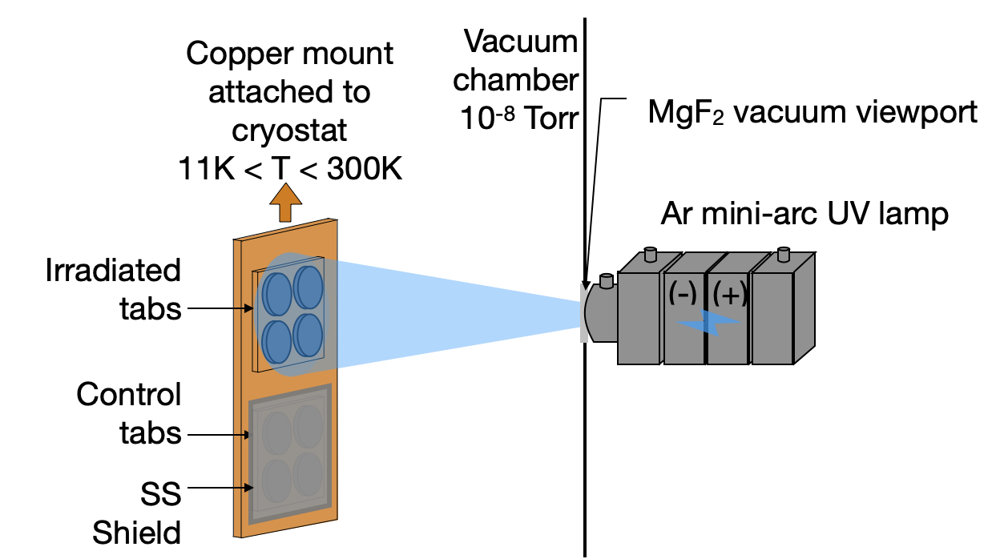 Copper mount
attached to
cryostat
11K < T < 300K
Vacuum
chamber
10-8 Torr
MgF2 vacuum viewport
Ar mini-arc UV lamp
(-) (+)
Irradiated
tabs
Control
tabs
SS
Shield